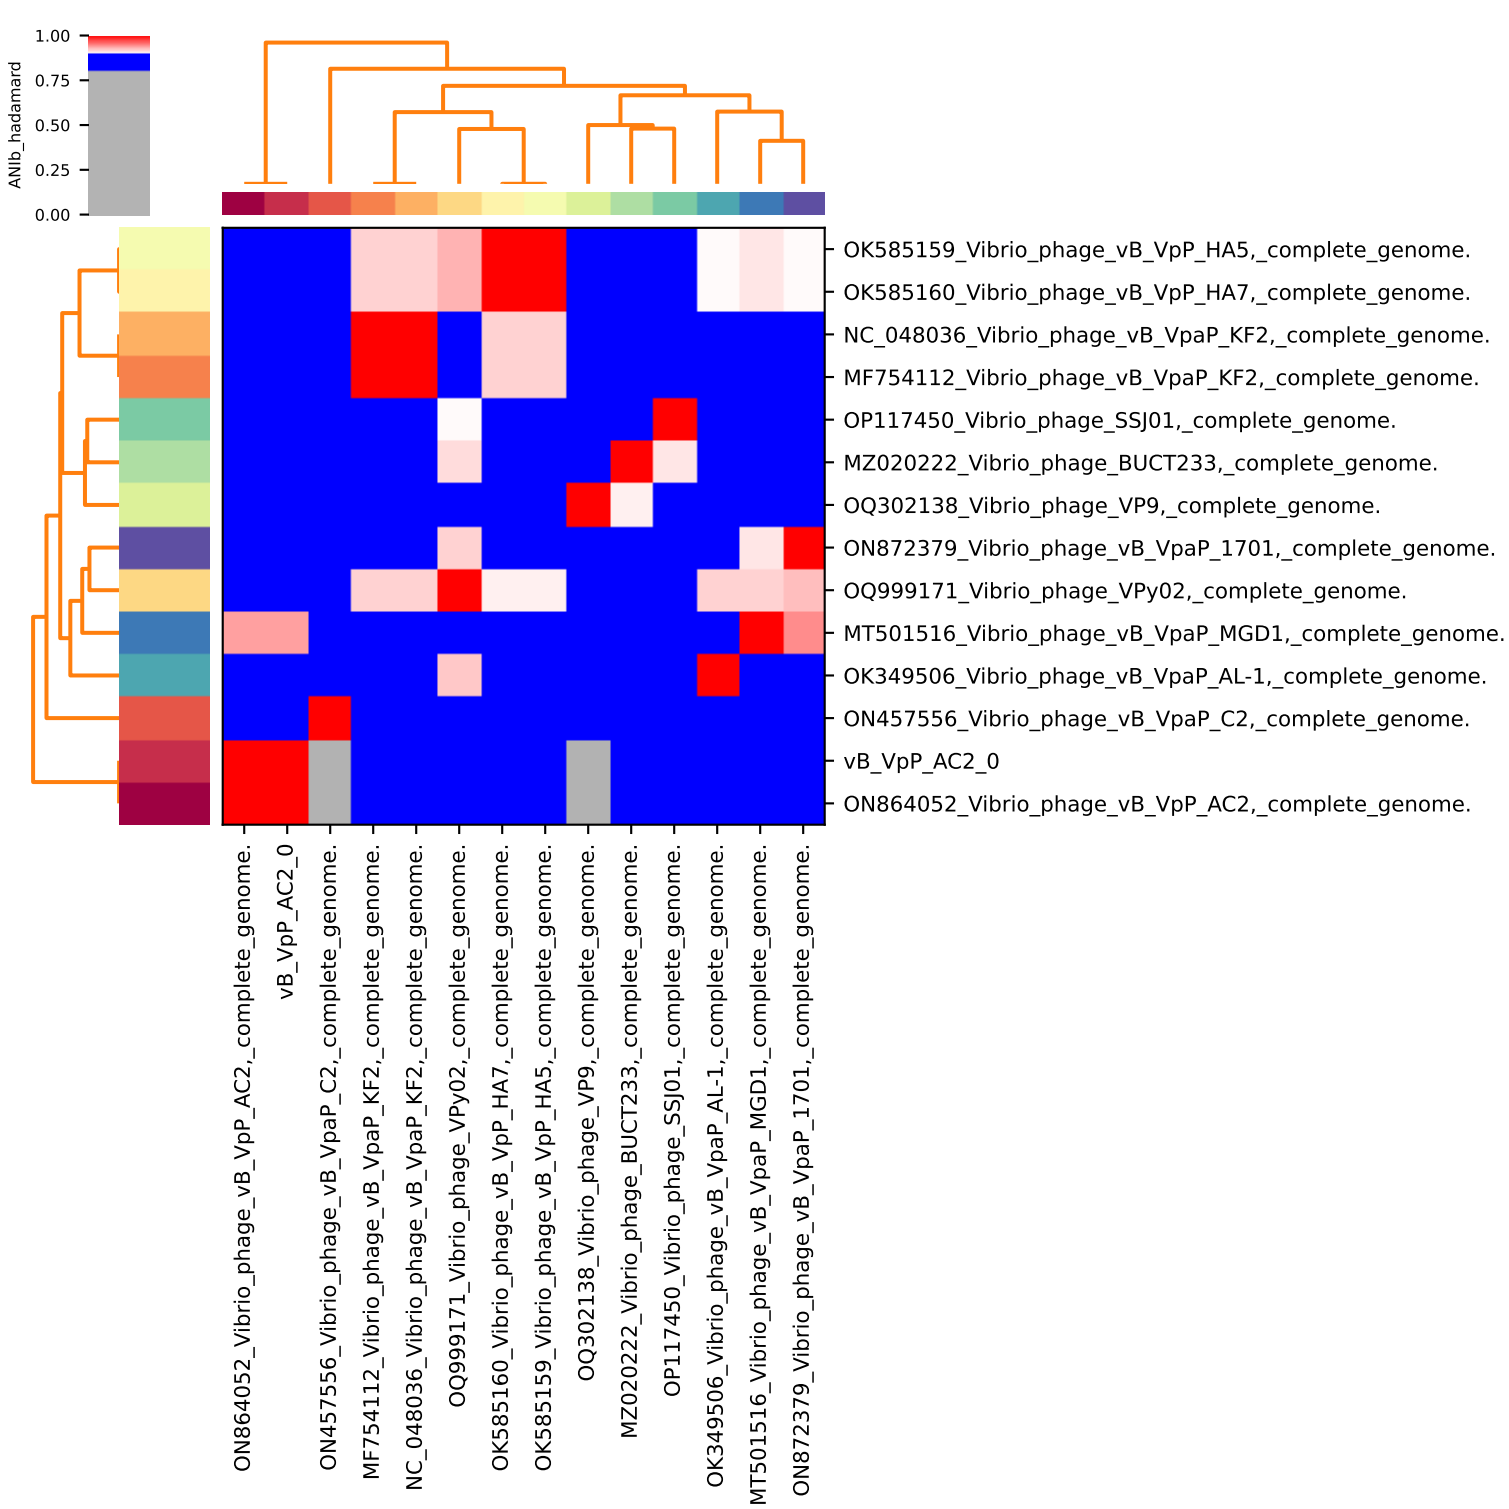 1.00
0.75
0.50
0.25
0.00
ANIb_hadamard
OK585159_Vibrio_phage_vB_VpP_HA5,_complete_genome.
OK585160_Vibrio_phage_vB_VpP_HA7,_complete_genome.
NC_048036_Vibrio_phage_vB_VpaP_KF2,_complete_genome.
MF754112_Vibrio_phage_vB_VpaP_KF2,_complete_genome.
OP117450_Vibrio_phage_SSJ01,_complete_genome.
MZ020222_Vibrio_phage_BUCT233,_complete_genome.
OQ302138_Vibrio_phage_VP9,_complete_genome.
ON872379_Vibrio_phage_vB_VpaP_1701,_complete_genome.
OQ999171_Vibrio_phage_VPy02,_complete_genome.
MT501516_Vibrio_phage_vB_VpaP_MGD1,_complete_genome.
OK349506_Vibrio_phage_vB_VpaP_AL-1,_complete_genome.
ON457556_Vibrio_phage_vB_VpaP_C2,_complete_genome.
vB_VpP_AC2_0
ON864052_Vibrio_phage_vB_VpP_AC2,_complete_genome.
ON864052_Vibrio_phage_vB_VpP_AC2,_complete_genome.
vB_VpP_AC2_0
ON457556_Vibrio_phage_vB_VpaP_C2,_complete_genome.
MF754112_Vibrio_phage_vB_VpaP_KF2,_complete_genome.
NC_048036_Vibrio_phage_vB_VpaP_KF2,_complete_genome.
OQ999171_Vibrio_phage_VPy02,_complete_genome.
OK585160_Vibrio_phage_vB_VpP_HA7,_complete_genome.
OK585159_Vibrio_phage_vB_VpP_HA5,_complete_genome.
OQ302138_Vibrio_phage_VP9,_complete_genome.
MZ020222_Vibrio_phage_BUCT233,_complete_genome.
OP117450_Vibrio_phage_SSJ01,_complete_genome.
OK349506_Vibrio_phage_vB_VpaP_AL-1,_complete_genome.
MT501516_Vibrio_phage_vB_VpaP_MGD1,_complete_genome.
ON872379_Vibrio_phage_vB_VpaP_1701,_complete_genome.